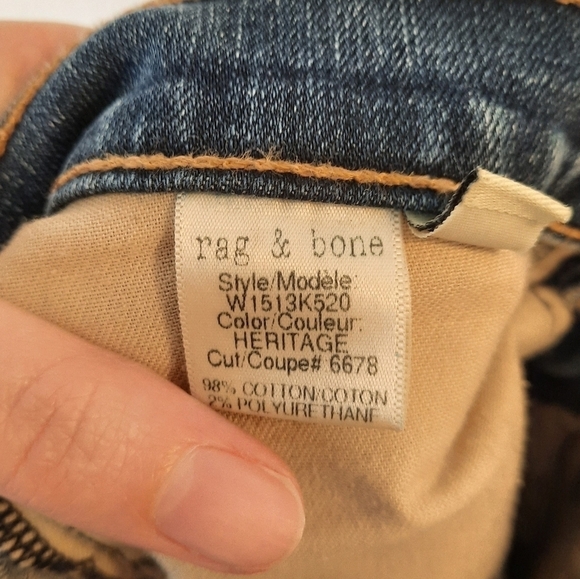 rag & bone
Style/Modèle:
W1513K520
Color/Couleur:
HERITAGE
Cut/Coupe# 6678
98% COTTON/COTON
2% POLYURETHANE